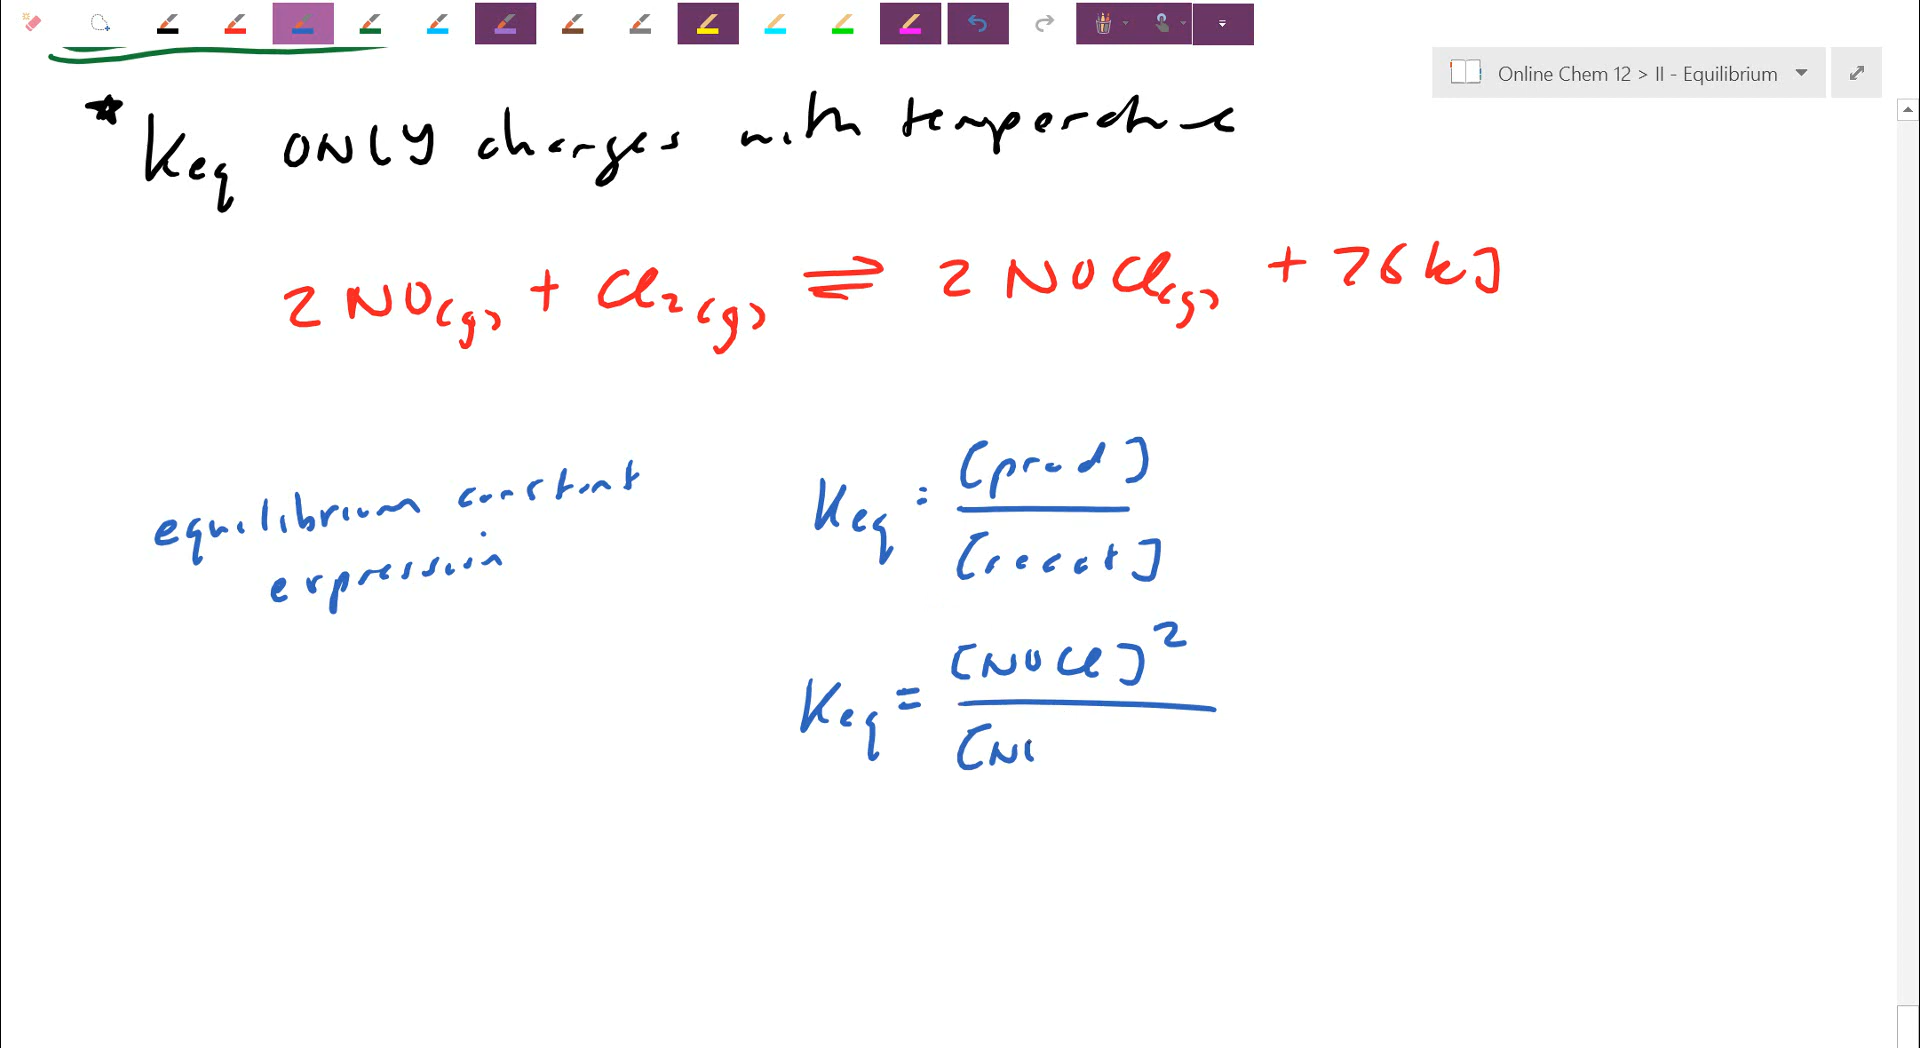 Online Chem 12 > II - Equilibrium
* Keq ONLY changes with temperature
2 NO(g) + Cl₂(g) ⇌ 2 NOCl(g) + 76 kJ
equilibrium constant
expression
Keq = [prod] / [react]
Keq = [NOCl]² / [N(